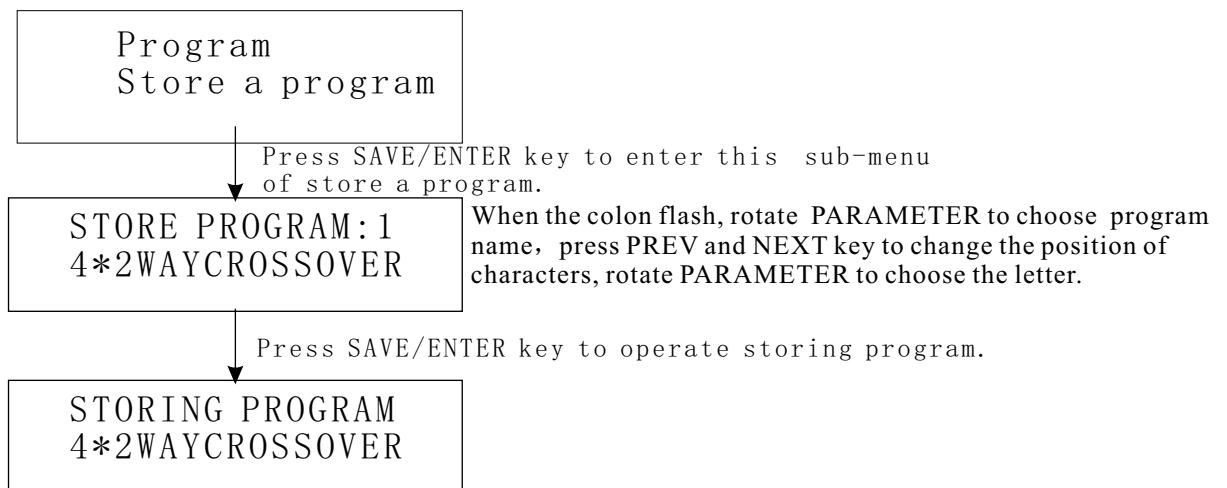 Program
Store a program
Press SAVE/ENTER key to enter this sub-menu
of store a program.
STORE PROGRAM:1
4*2WAYCROSSOVER
When the colon flash, rotate PARAMETER to choose program
name, press PREV and NEXT key to change the position of
characters, rotate PARAMETER to choose the letter.
Press SAVE/ENTER key to operate storing program.
STORING PROGRAM
4*2WAYCROSSOVER